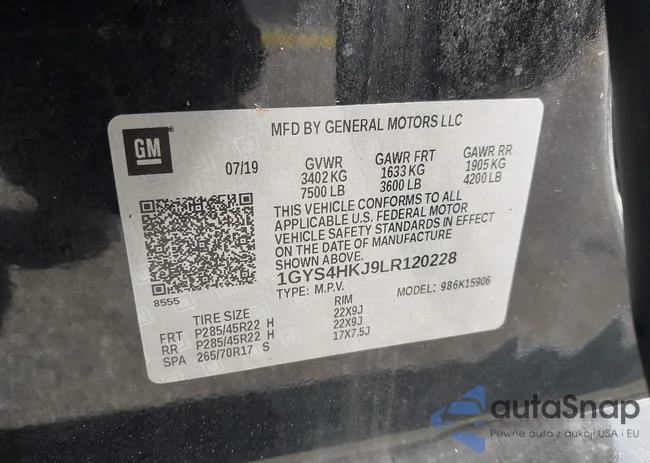 MFD BY GENERAL MOTORS LLC
GM
07/19
GVWR GAWR FRT GAWR RR
3402 KG 1633 KG 1905 KG
7500 LB 3600 LB 4200 LB
THIS VEHICLE CONFORMS TO ALL
APPLICABLE U.S. FEDERAL MOTOR
VEHICLE SAFETY STANDARDS IN EFFECT
ON THE DATE OF MANUFACTURE
SHOWN ABOVE.
1GYS4HKJ9LR120228
8555
TYPE: M.P.V. MODEL: 986K15906
TIRE SIZE RIM
FRT P285/45R22 H 22X9J
RR P285/45R22 H 22X9J
SPA 265/70R17 S 17X7.5J
autoSnap
Pewne auta z aukcji USA i EU